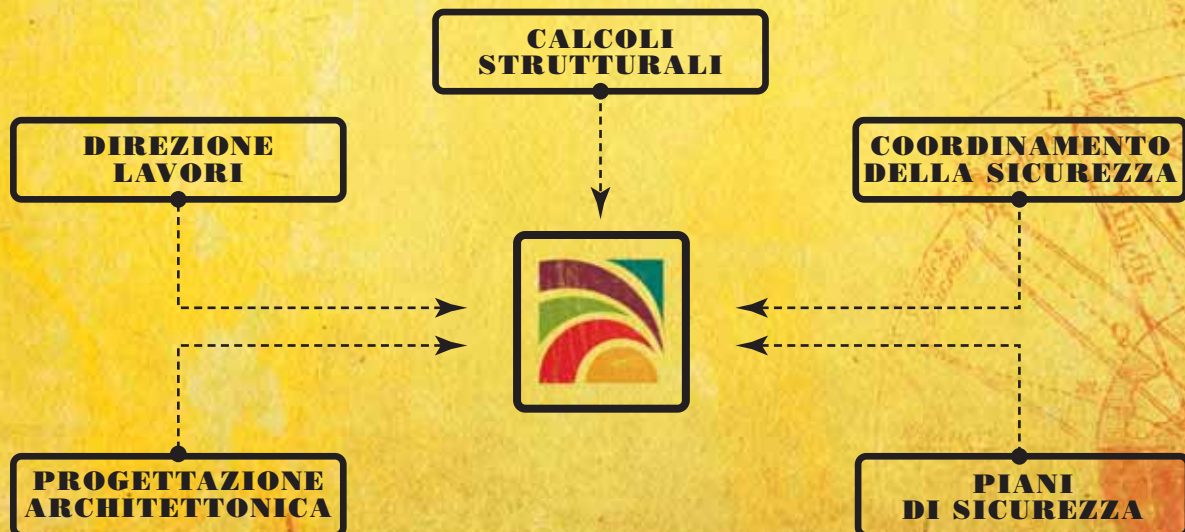 CALCOLI
STRUTTURALI
DIREZIONE
LAVORI
COORDINAMENTO
DELLA SICUREZZA
PROGETTAZIONE
ARCHITETTONICA
PIANI
DI SICUREZZA